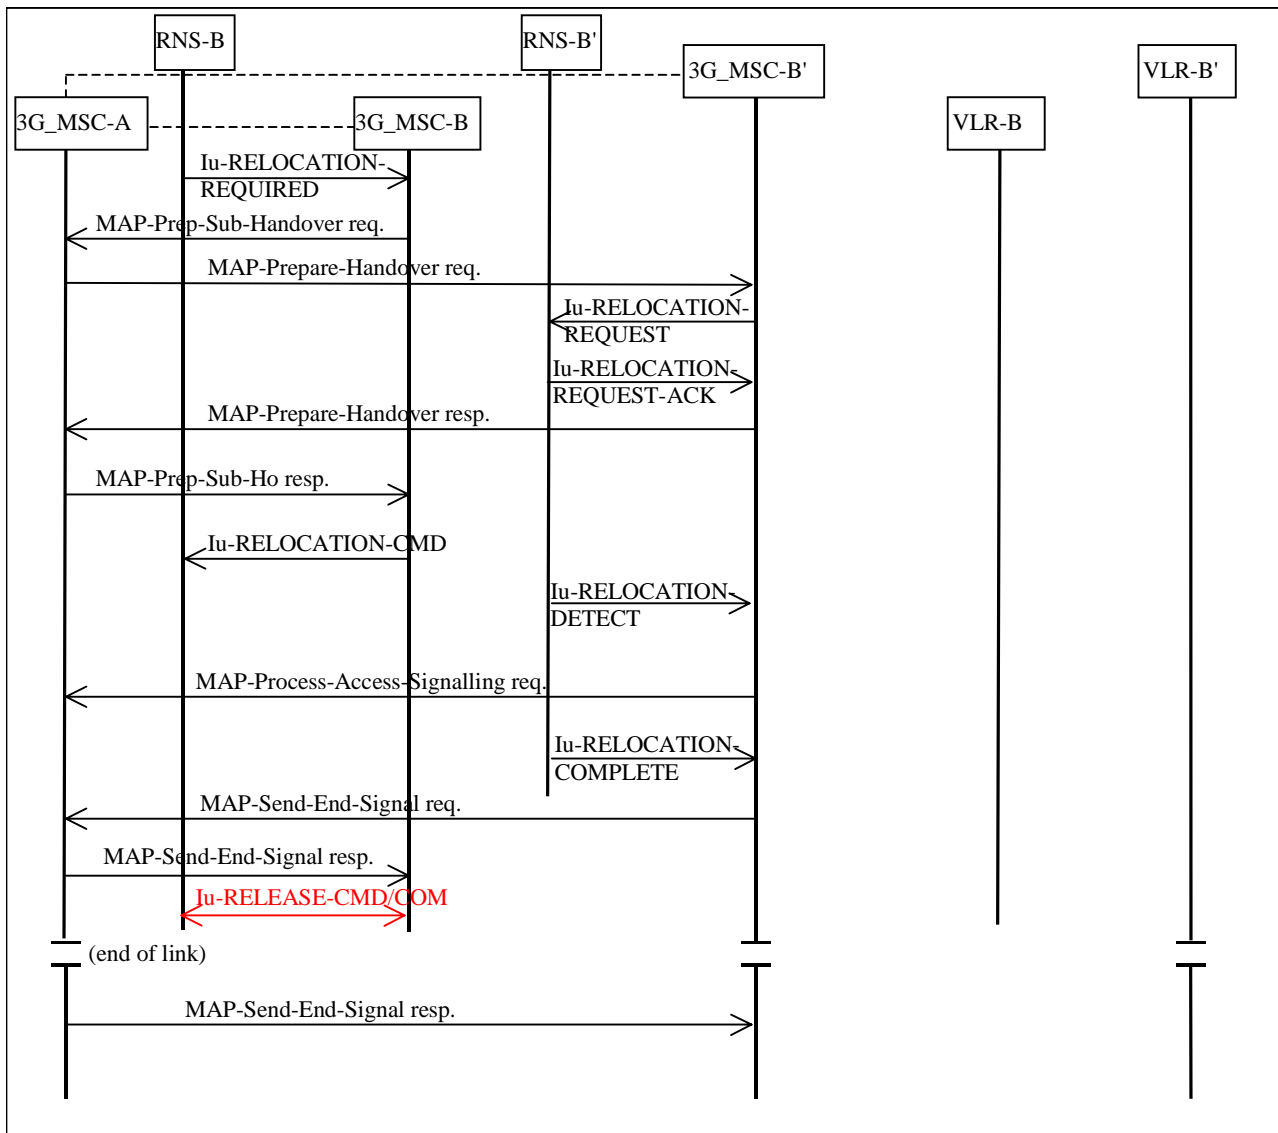 RNS-B
RNS-B'
3G_MSC-B'
VLR-B'
3G_MSC-A
3G_MSC-B
VLR-B
Iu-RELOCATION-
REQUIRED
MAP-Prep-Sub-Handover req.
MAP-Prepare-Handover req.
Iu-RELOCATION-
REQUEST
Iu-RELOCATION-
REQUEST-ACK
MAP-Prepare-Handover resp.
MAP-Prep-Sub-Ho resp.
Iu-RELOCATION-CMD
Iu-RELOCATION-
DETECT
MAP-Process-Access-Signalling req.
Iu-RELOCATION-
COMPLETE
MAP-Send-End-Signal req.
MAP-Send-End-Signal resp.
Iu-RELEASE-CMD/COM
(end of link)
MAP-Send-End-Signal resp.